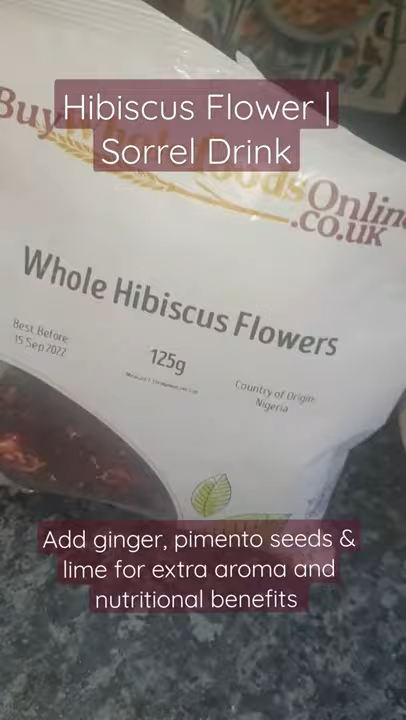 Hibiscus Flower |
Sorrel Drink
BuyWholefoodsOnline
.co.uk
Whole Hibiscus Flowers
Best Before:
15 Sep 2022
125g
Country of Origin:
Nigeria
Add ginger, pimento seeds &
lime for extra aroma and
nutritional benefits